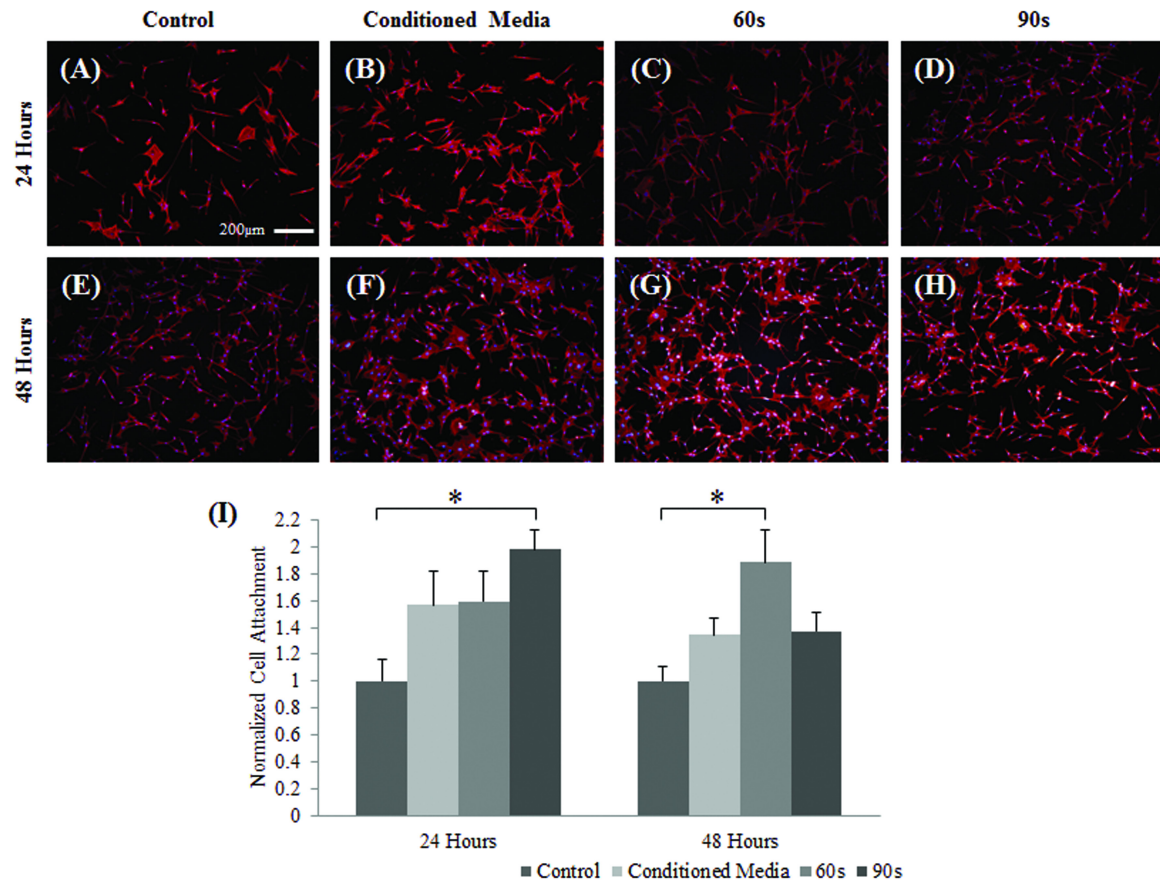 Control Conditioned Media 60s 90s
24 Hours
(A) (B) (C) (D)
200µm
48 Hours
(E) (F) (G) (H)
(I)
* *
Normalized Cell Attachment
2.2
2
1.8
1.6
1.4
1.2
1
0.8
0.6
0.4
0.2
0
24 Hours 48 Hours
Control Conditioned Media 60s 90s